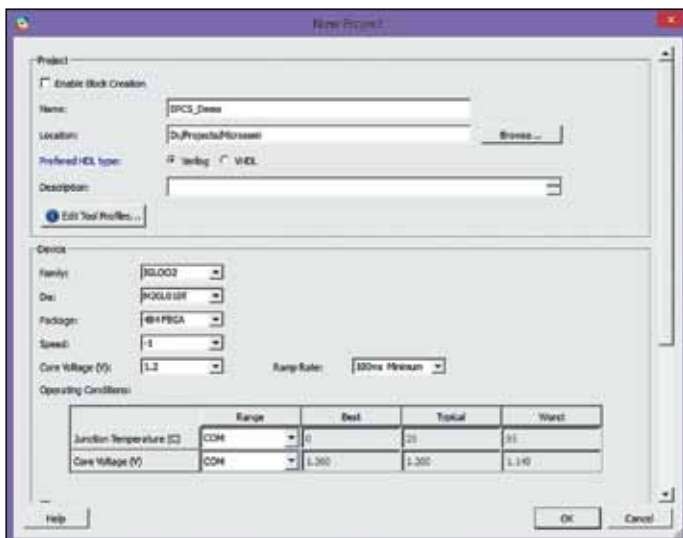 New Project
Project
Enable Block Creation
Name: EPCS_Demo
Location: D:/Projects/Microsemi Browse...
Preferred HDL type: Verilog VHDL
Description:
Edit Tool Profiles...
Device
Family: IGLOO2
Die: M2GL010T
Package: 484 FBGA
Speed: -1
Core Voltage (V): 1.2 Ramp Rate: 100ms Minimum
Operating Conditions:
Range Best Typical Worst
Junction Temperature (C) COM 0 25 85
Core Voltage (V) COM 1.260 1.200 1.140
Help OK Cancel